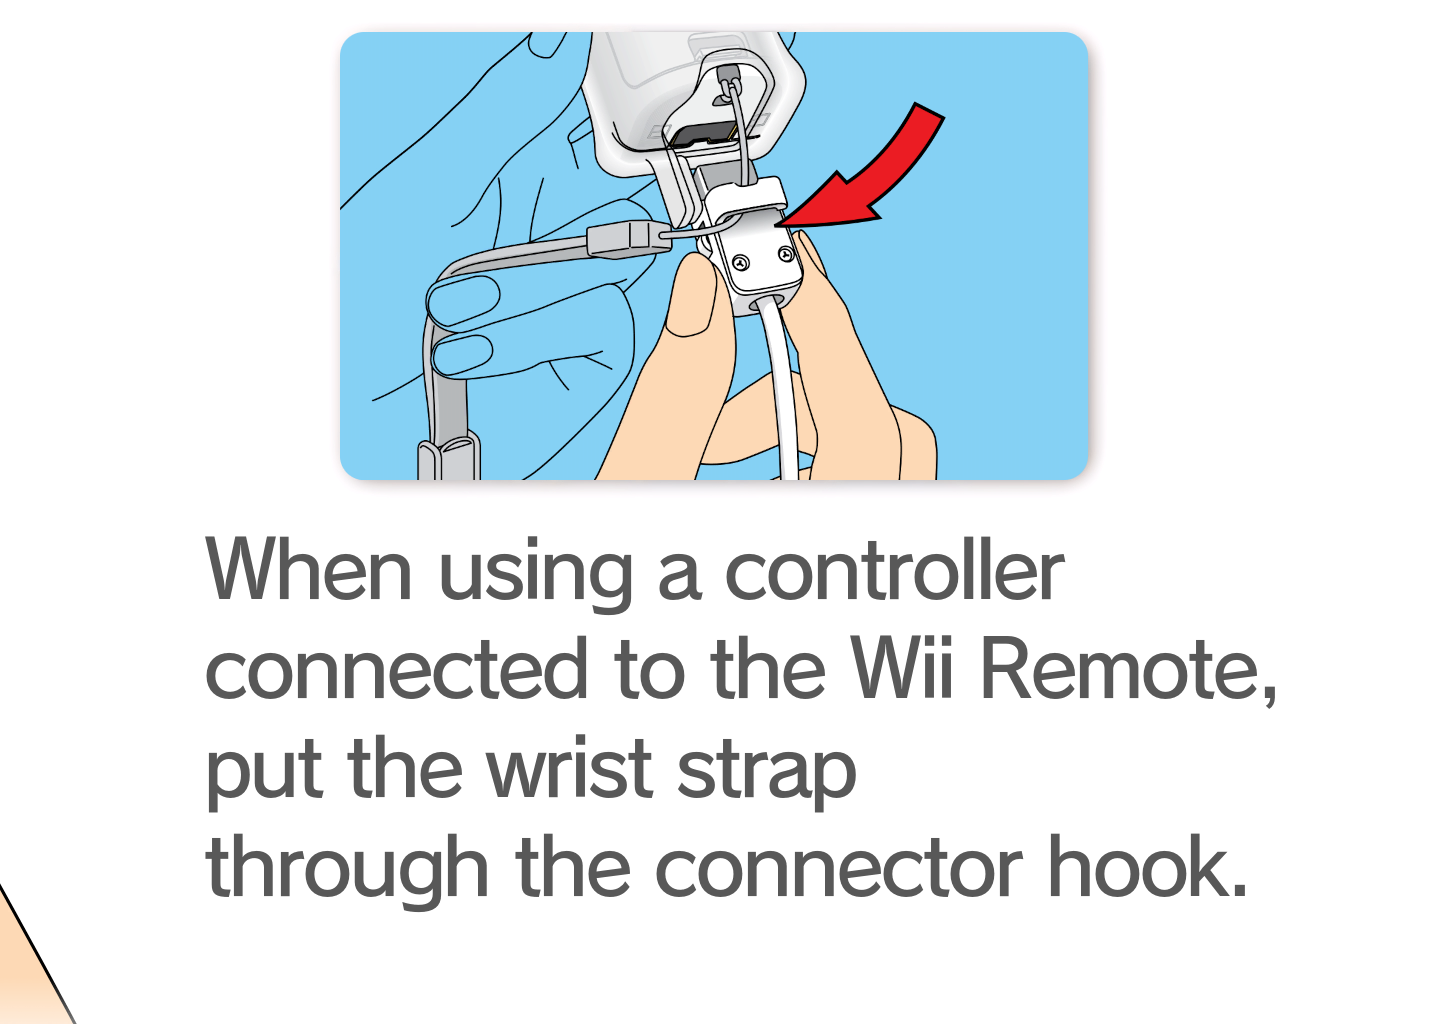 When using a controller
connected to the Wii Remote,
put the wrist strap
through the connector hook.